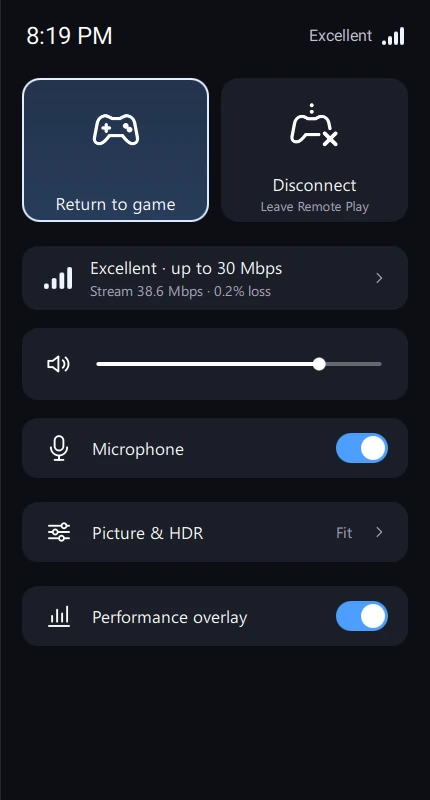 8:19 PM
Excellent
Return to game
Disconnect
Leave Remote Play
Excellent · up to 30 Mbps
Stream 38.6 Mbps · 0.2% loss
Microphone
Picture & HDR
Fit
Performance overlay